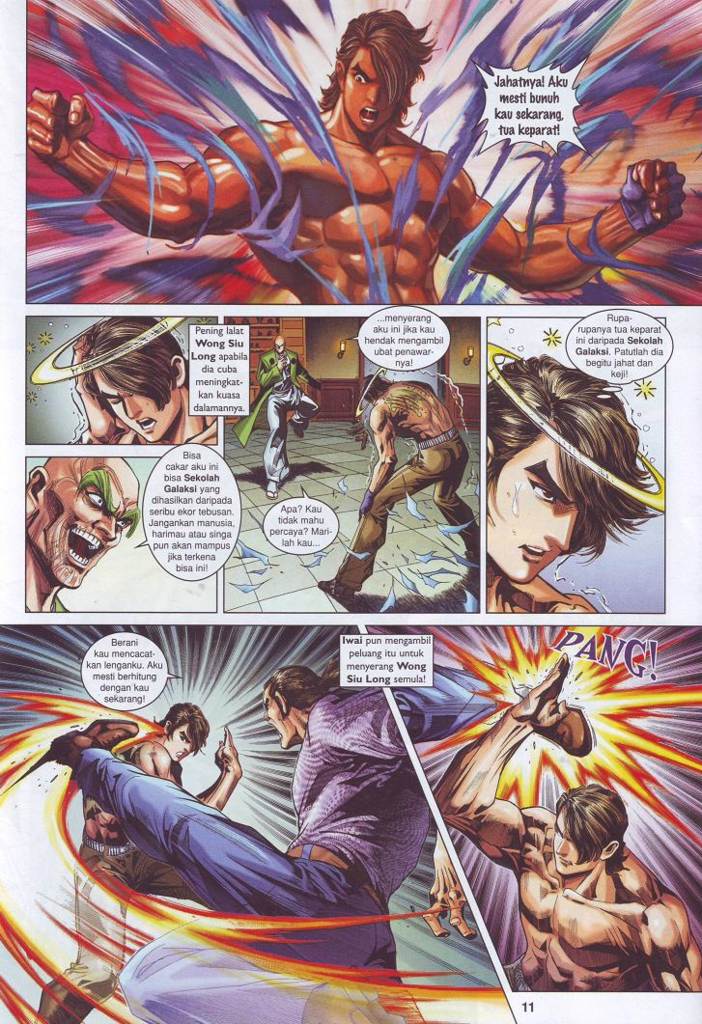 Jahatnya! Aku
mesti bunuh
kau sekarang,
tua keparat!
Pening lalat
Wong Siu
Long apabila
dia cuba
meningkat-
kan kuasa
dalamannya.
...menyerang
aku ini jika kau
hendak mengambil
ubat penawar-
nya!
Rupa-
rupanya tua keparat
ini daripada Sekolah
Galaksi. Patutlah dia
begitu jahat dan
keji!
Bisa
cakar aku ini
bisa Sekolah
Galaksi yang
dihasilkan daripada
seribu ekor tebusan.
Jangankan manusia,
harimau atau singa
pun akan mampus
jika terkena
bisa ini!
Apa? Kau
tidak mahu
percaya? Mari-
lah kau...
Berani
kau mencacat-
kan lenganku. Aku
mesti berhitung
dengan kau
sekarang!
Iwai pun mengambil
peluang itu untuk
menyerang Wong
Siu Long semula!
PANG!
11